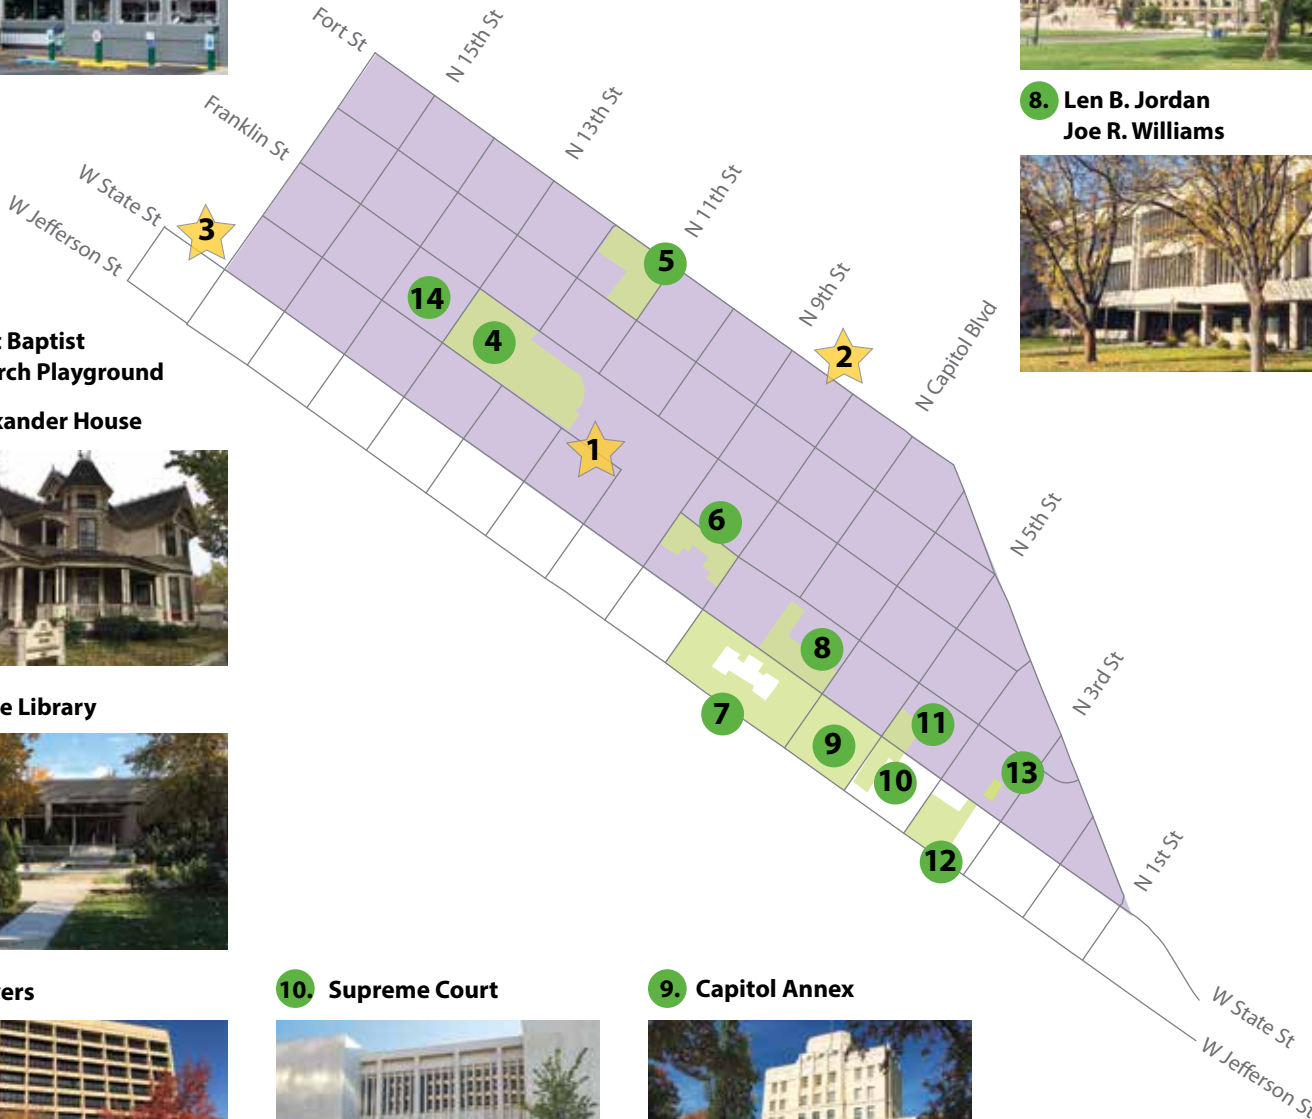 Fort St
N 15th St
Franklin St
N 13th St
W State St
W Jefferson St
N 11th St
N 9th St
N Capitol Blvd
N 5th St
N 3rd St
N 1st St
W State St
W Jefferson St
3
5
14
4
2
1
6
8
7
9
11
10
13
12
8. Len B. Jordan
Joe R. Williams
Baptist
rch Playground
xander House
e Library
ers
10. Supreme Court
9. Capitol Annex